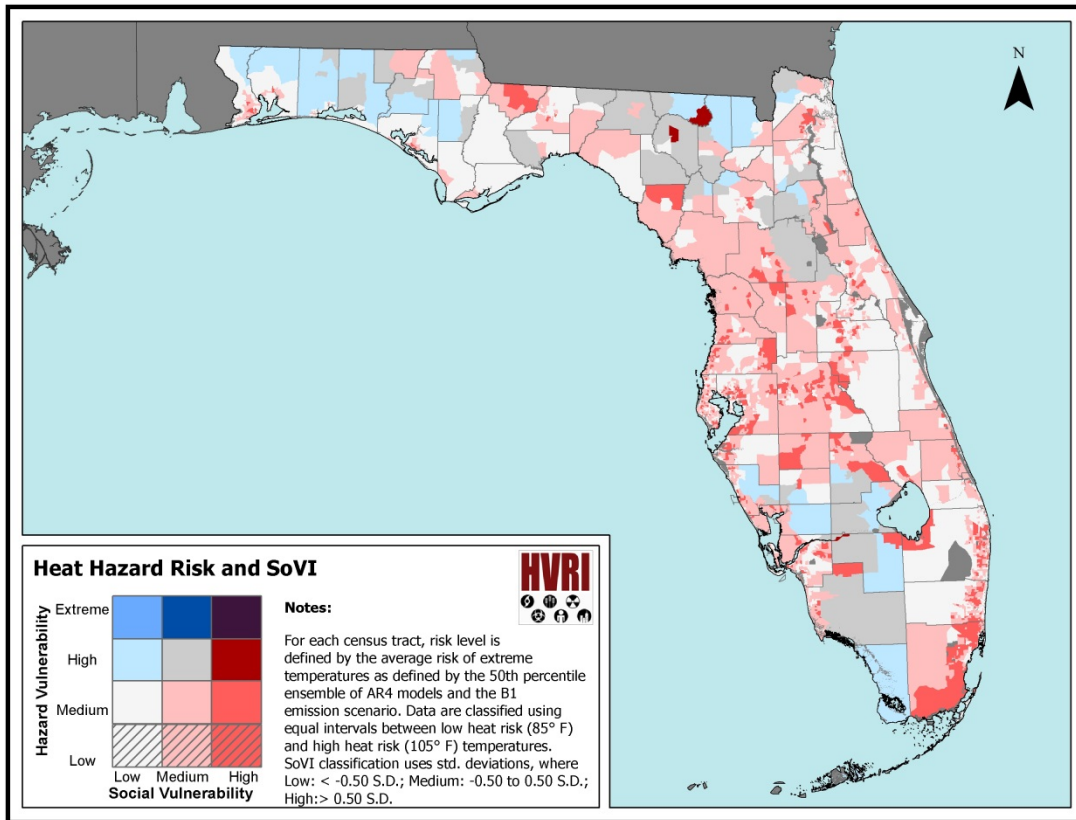 N
Heat Hazard Risk and SoVI
HVRI
Hazard Vulnerability
Extreme
High
Medium
Low
Low Medium High
Social Vulnerability
Notes:
For each census tract, risk level is
defined by the average risk of extreme
temperatures as defined by the 50th percentile
ensemble of AR4 models and the B1
emission scenario. Data are classified using
equal intervals between low heat risk (85° F)
and high heat risk (105° F) temperatures.
SoVI classification uses std. deviations, where
Low: < -0.50 S.D.; Medium: -0.50 to 0.50 S.D.;
High:> 0.50 S.D.